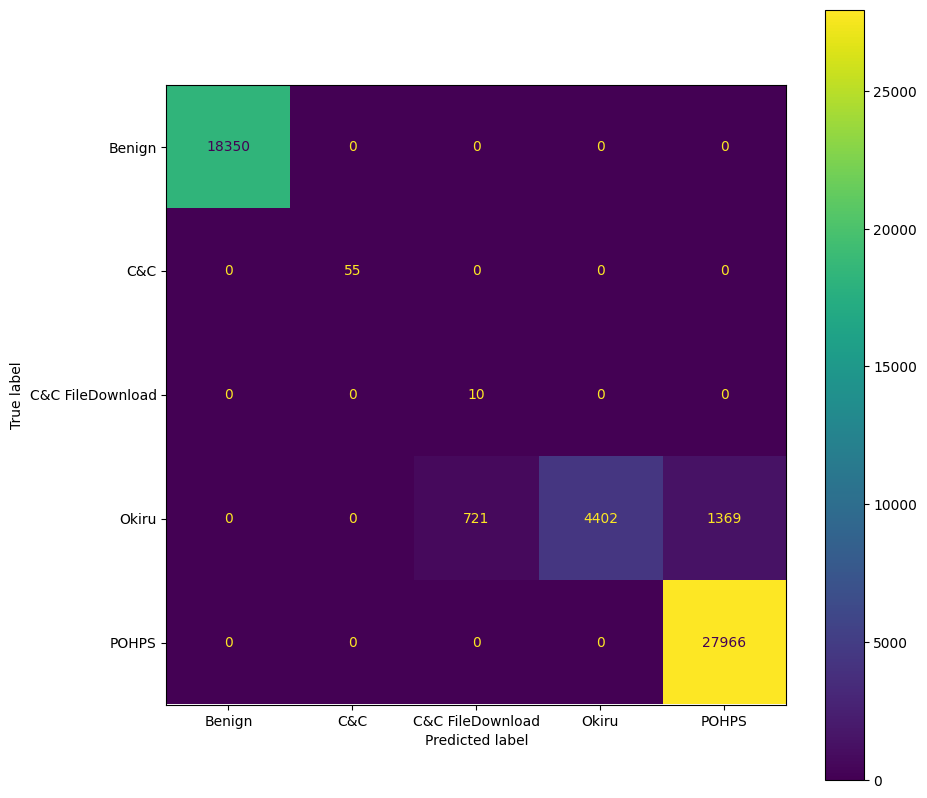 Benign 18350 0 0 0 0
C&C 0 55 0 0 0
C&C FileDownload 0 0 10 0 0
Okiru 0 0 721 4402 1369
POHPS 0 0 0 0 27966
Benign C&C C&C FileDownload Okiru POHPS
Predicted label
True label
25000
20000
15000
10000
5000
0